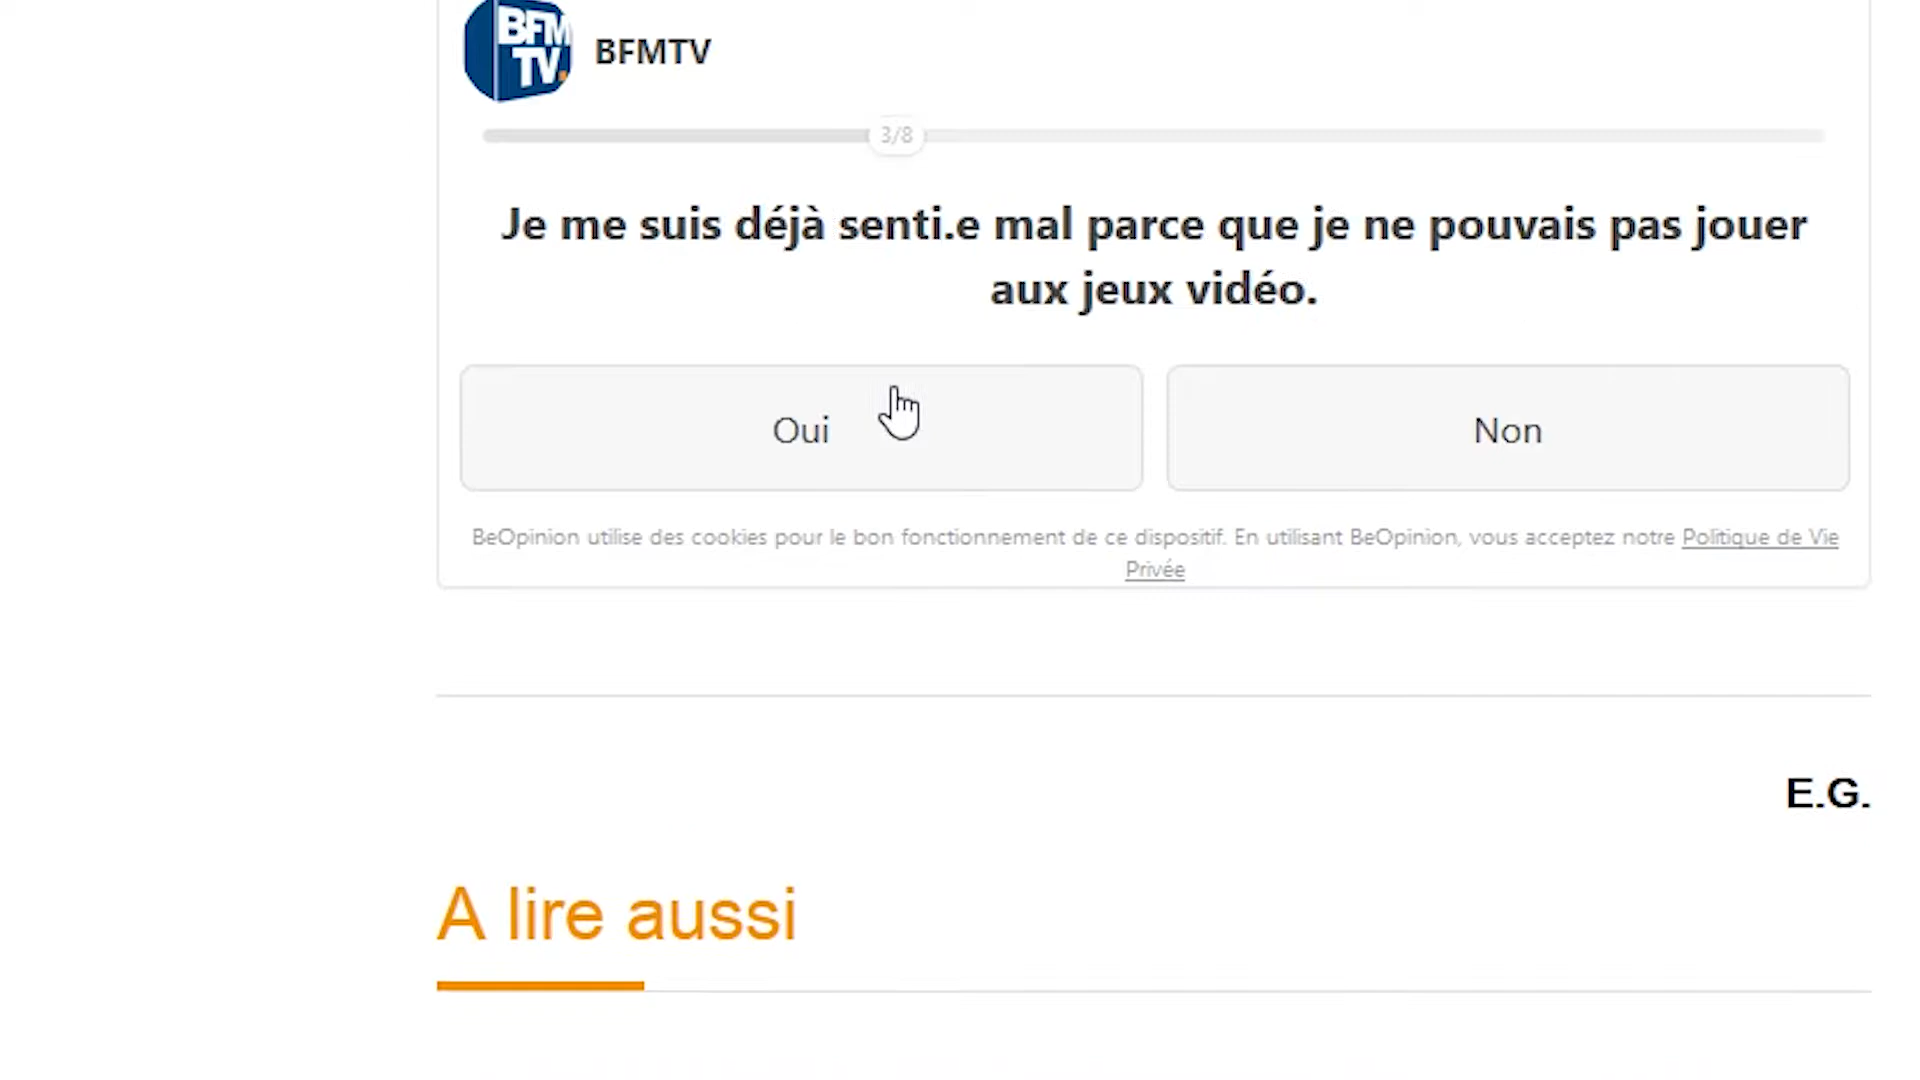 BFM
TV.
BFMTV
3/8
Je me suis déjà senti.e mal parce que je ne pouvais pas jouer
aux jeux vidéo.
Oui
Non
BeOpinion utilise des cookies pour le bon fonctionnement de ce dispositif. En utilisant BeOpinion, vous acceptez notre Politique de Vie
Privée
E.G.
A lire aussi